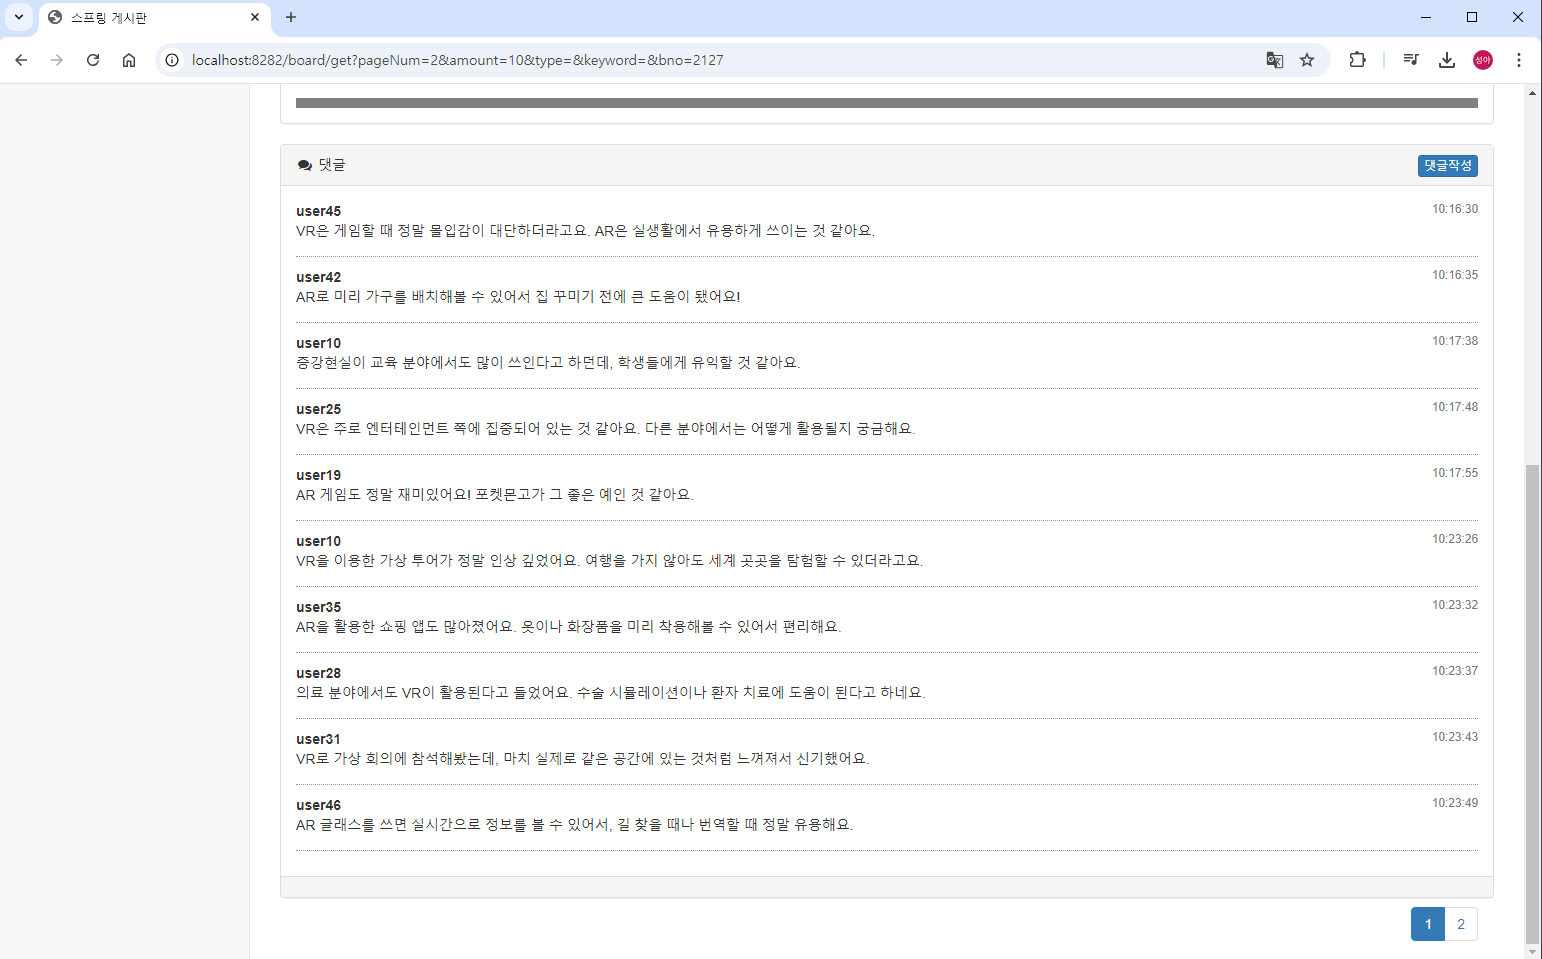 스프링 게시판
localhost:8282/board/get?pageNum=2&amount=10&type=&keyword=&bno=2127
성아
댓글
댓글작성
user45 10:16:30
VR은 게임할 때 정말 몰입감이 대단하더라고요. AR은 실생활에서 유용하게 쓰이는 것 같아요.
user42 10:16:35
AR로 미리 가구를 배치해볼 수 있어서 집 꾸미기 전에 큰 도움이 됐어요!
user10 10:17:38
증강현실이 교육 분야에서도 많이 쓰인다고 하던데, 학생들에게 유익할 것 같아요.
user25 10:17:48
VR은 주로 엔터테인먼트 쪽에 집중되어 있는 것 같아요. 다른 분야에서는 어떻게 활용될지 궁금해요.
user19 10:17:55
AR 게임도 정말 재미있어요! 포켓몬고가 그 좋은 예인 것 같아요.
user10 10:23:26
VR을 이용한 가상 투어가 정말 인상 깊었어요. 여행을 가지 않아도 세계 곳곳을 탐험할 수 있더라고요.
user35 10:23:32
AR을 활용한 쇼핑 앱도 많아졌어요. 옷이나 화장품을 미리 착용해볼 수 있어서 편리해요.
user28 10:23:37
의료 분야에서도 VR이 활용된다고 들었어요. 수술 시뮬레이션이나 환자 치료에 도움이 된다고 하네요.
user31 10:23:43
VR로 가상 회의에 참석해봤는데, 마치 실제로 같은 공간에 있는 것처럼 느껴져서 신기했어요.
user46 10:23:49
AR 글래스를 쓰면 실시간으로 정보를 볼 수 있어서, 길 찾을 때나 번역할 때 정말 유용해요.
1 2